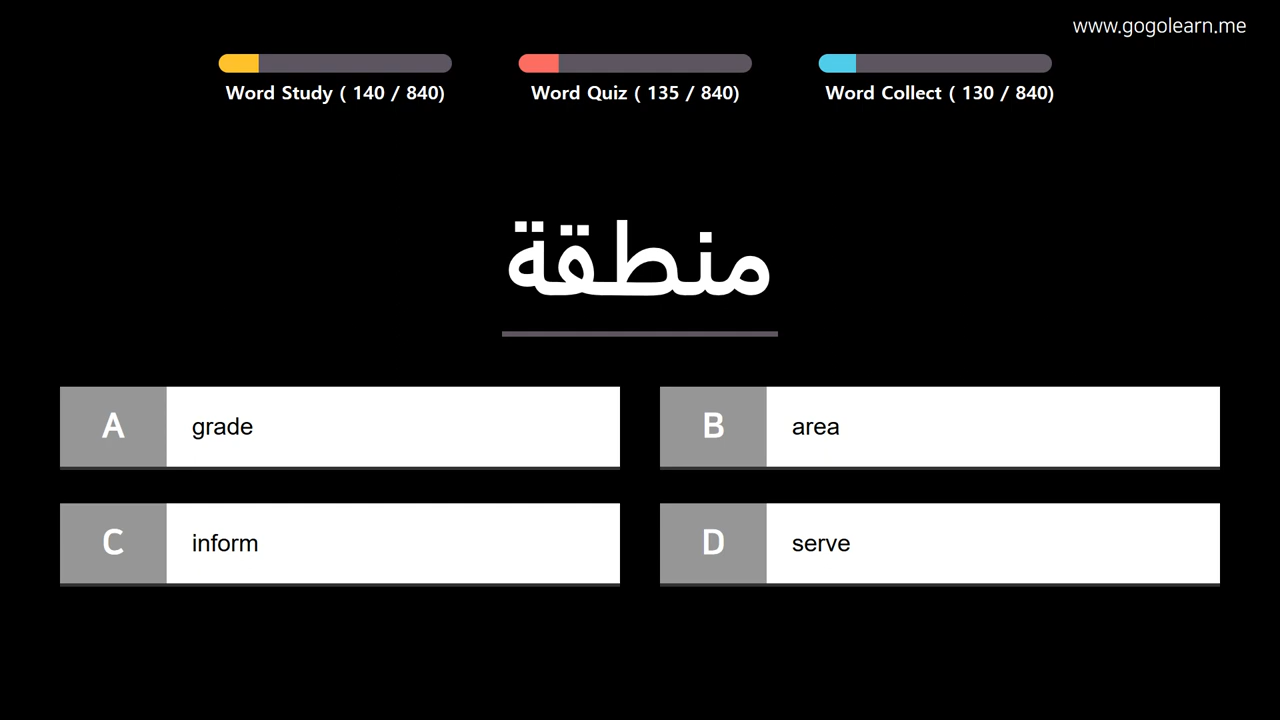 www.gogolearn.me
Word Study ( 140 / 840)
Word Quiz ( 135 / 840)
Word Collect ( 130 / 840)
منطقة
A grade
B area
C inform
D serve